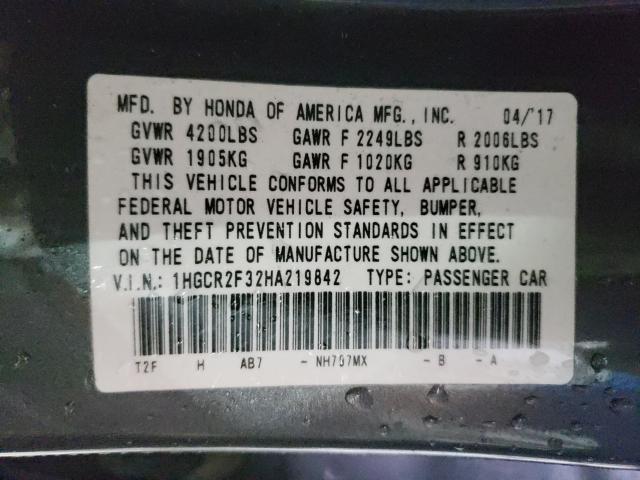 MFD. BY HONDA OF AMERICA MFG., INC. 04/'17
GVWR 4200LBS GAWR F 2249LBS R 2006LBS
GVWR 1905KG GAWR F 1020KG R 910KG
THIS VEHICLE CONFORMS TO ALL APPLICABLE
FEDERAL MOTOR VEHICLE SAFETY, BUMPER,
AND THEFT PREVENTION STANDARDS IN EFFECT
ON THE DATE OF MANUFACTURE SHOWN ABOVE.
V.I.N.: 1HGCR2F32HA219842 TYPE: PASSENGER CAR
T2F H AB7 -NH797MX -B -A